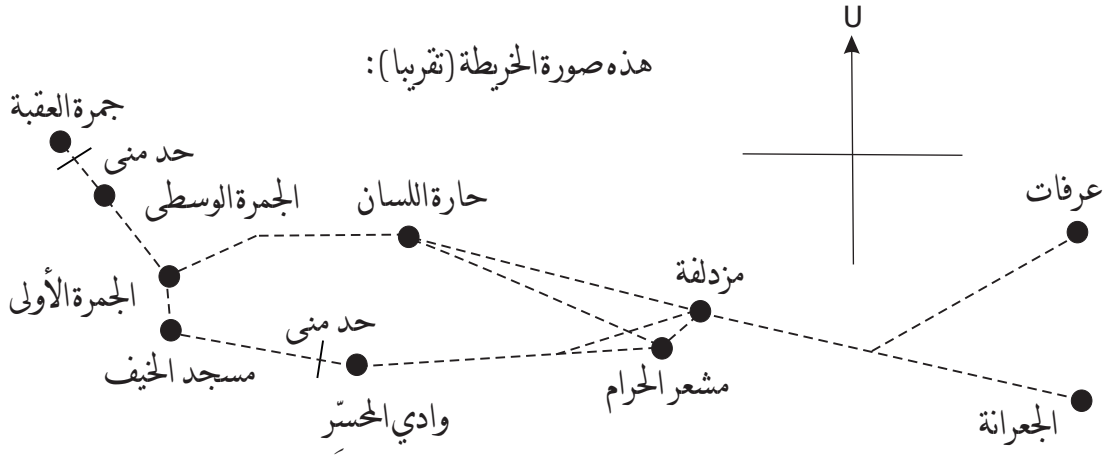 U
هذه صورة الخريطة (تقريبا):
جمرة العقبة
حد منى
الجمرة الوسطى
حارة اللسان
عرفات
مزدلفة
الجمرة الأولى
حد منى
مسجد الخيف
مشعر الحرام
وادي المحسّر
الجعرانة